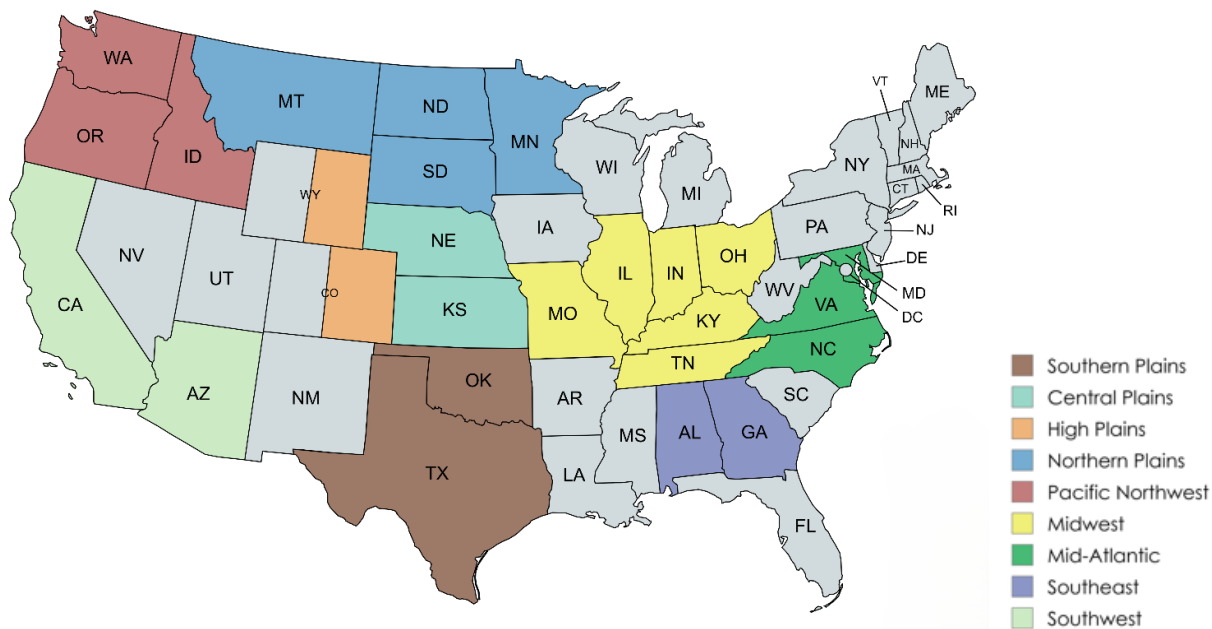 WA
MT
ND
MN
OR
ID
SD
WY
WI
MI
NY
VT
NH
ME
MA
CT
RI
NJ
PA
DE
MD
DC
NV
UT
CO
NE
IA
IL
IN
OH
WV
VA
CA
KS
MO
KY
NC
TN
AZ
NM
OK
AR
SC
TX
LA
MS
AL
GA
FL
Southern Plains
Central Plains
High Plains
Northern Plains
Pacific Northwest
Midwest
Mid-Atlantic
Southeast
Southwest